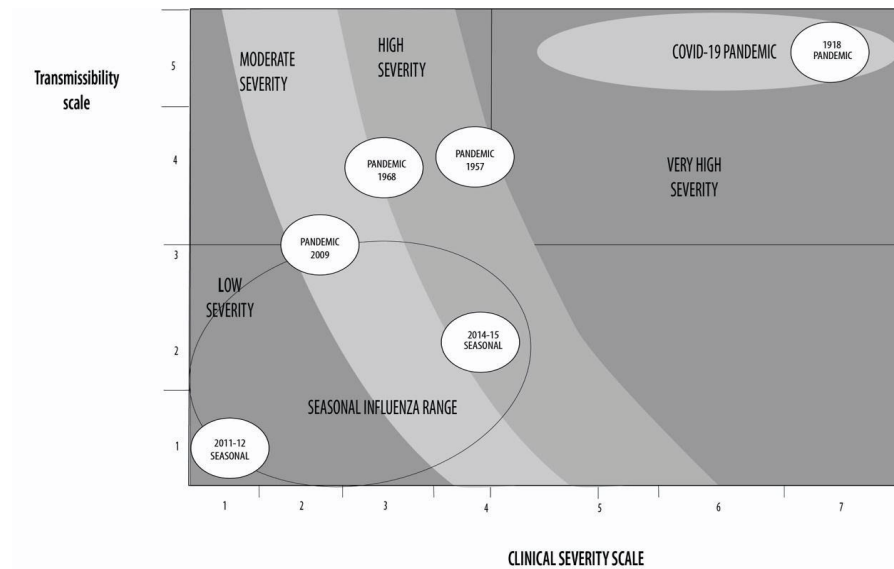 Transmissibility
scale
5
4
3
2
1
MODERATE
SEVERITY
HIGH
SEVERITY
COVID-19 PANDEMIC
1918
PANDEMIC
PANDEMIC
1968
PANDEMIC
1957
VERY HIGH
SEVERITY
PANDEMIC
2009
LOW
SEVERITY
2014-15
SEASONAL
SEASONAL INFLUENZA RANGE
2011-12
SEASONAL
1 2 3 4 5 6 7
CLINICAL SEVERITY SCALE